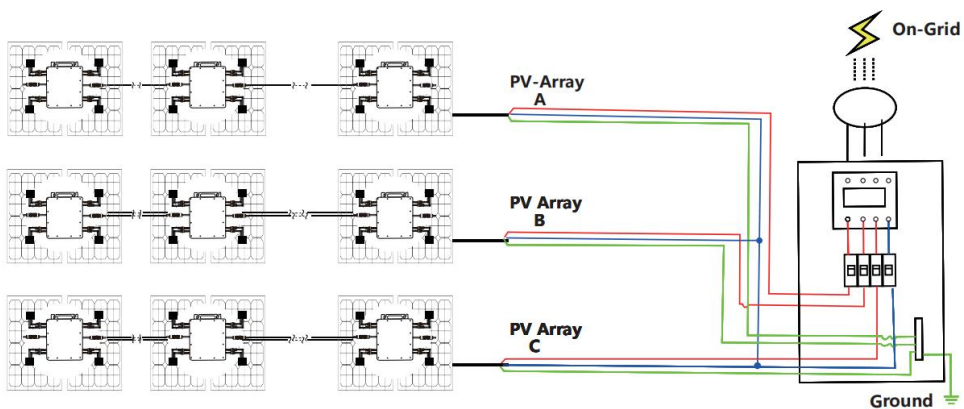 On-Grid
PV-Array
A
PV Array
B
PV Array
C
Ground